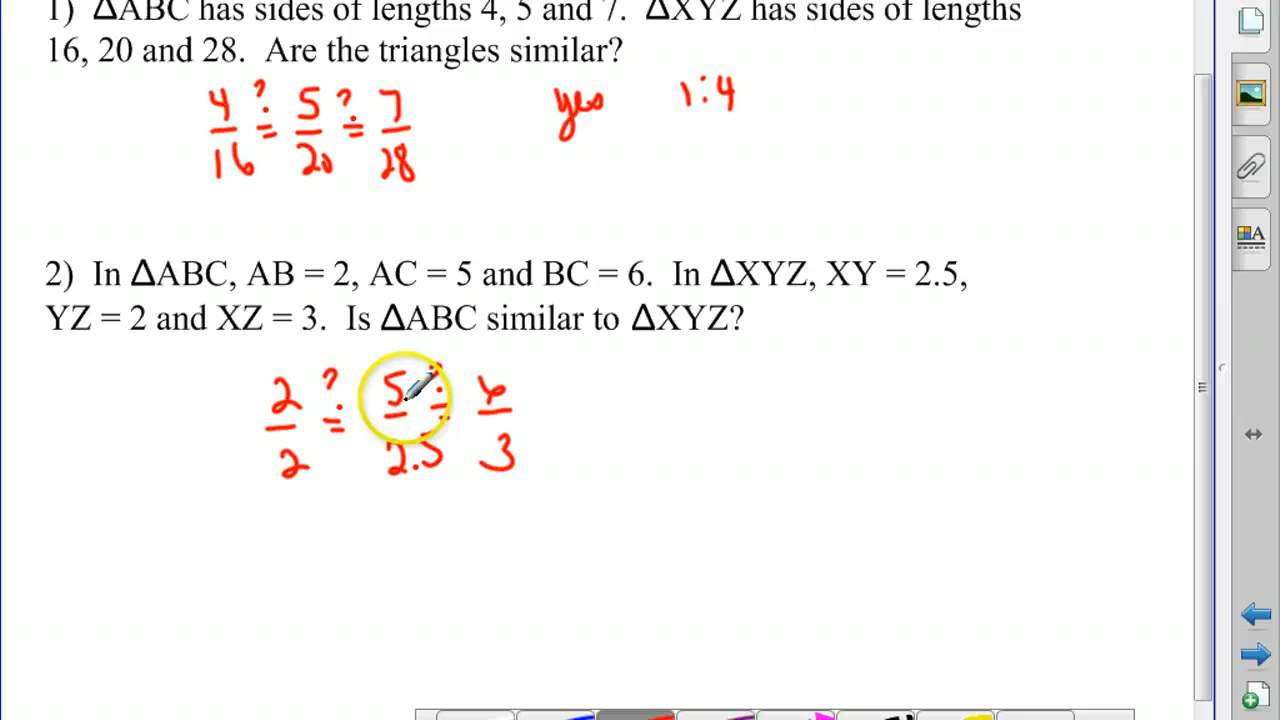 1) ΔABC has sides of lengths 4, 5 and 7. ΔXYZ has sides of lengths
16, 20 and 28. Are the triangles similar?
4/16 ?= 5/20 ?= 7/28 yes 1:4
2) In ΔABC, AB = 2, AC = 5 and BC = 6. In ΔXYZ, XY = 2.5,
YZ = 2 and XZ = 3. Is ΔABC similar to ΔXYZ?
2/2 ?= 5/2.5 ?= 6/3
A